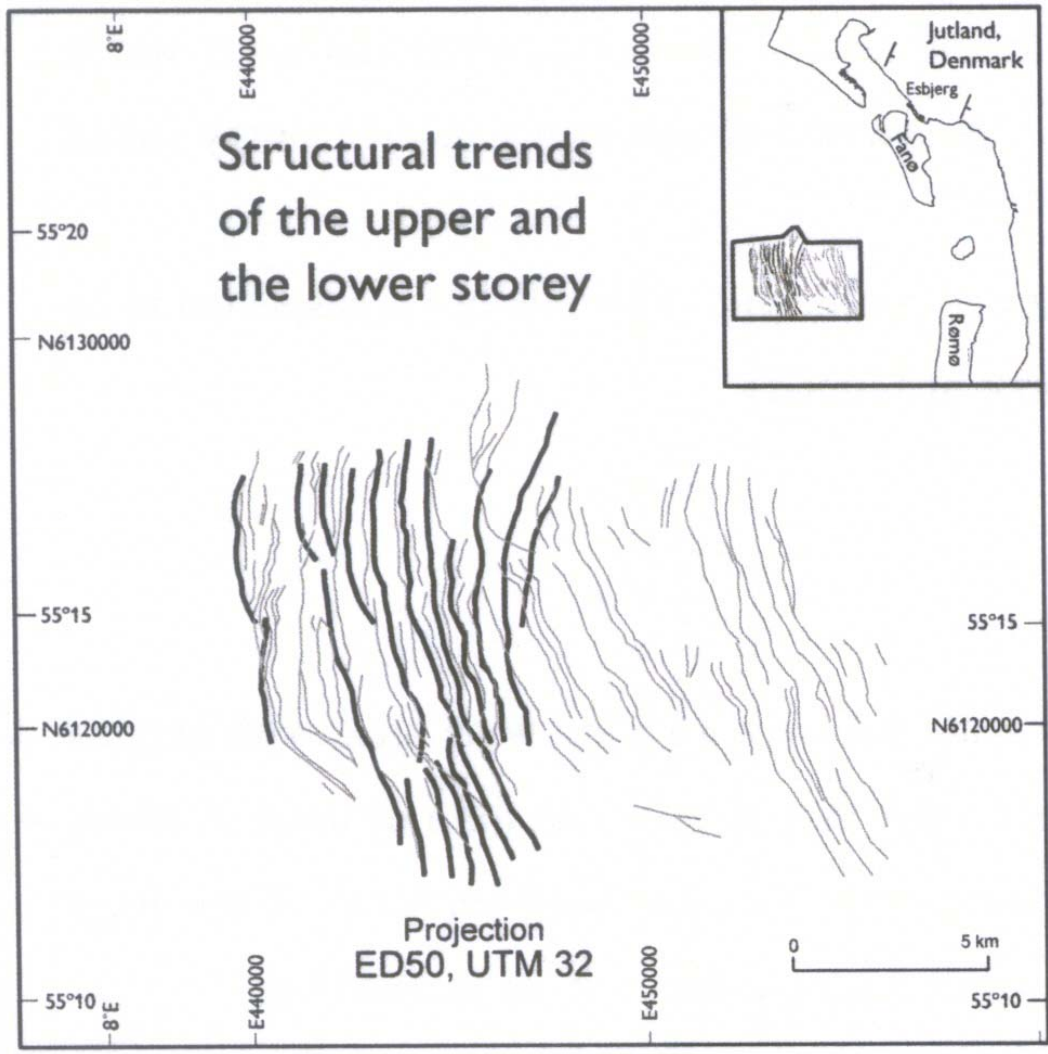 8°E
E440000
E450000
Jutland,
Denmark
Esbjerg
Fanø
Rømø
Structural trends
of the upper and
the lower storey
55°20
N6130000
55°15
55°15
N6120000
N6120000
Projection
ED50, UTM 32
0
5 km
55°10
55°10
8°E
E440000
E450000